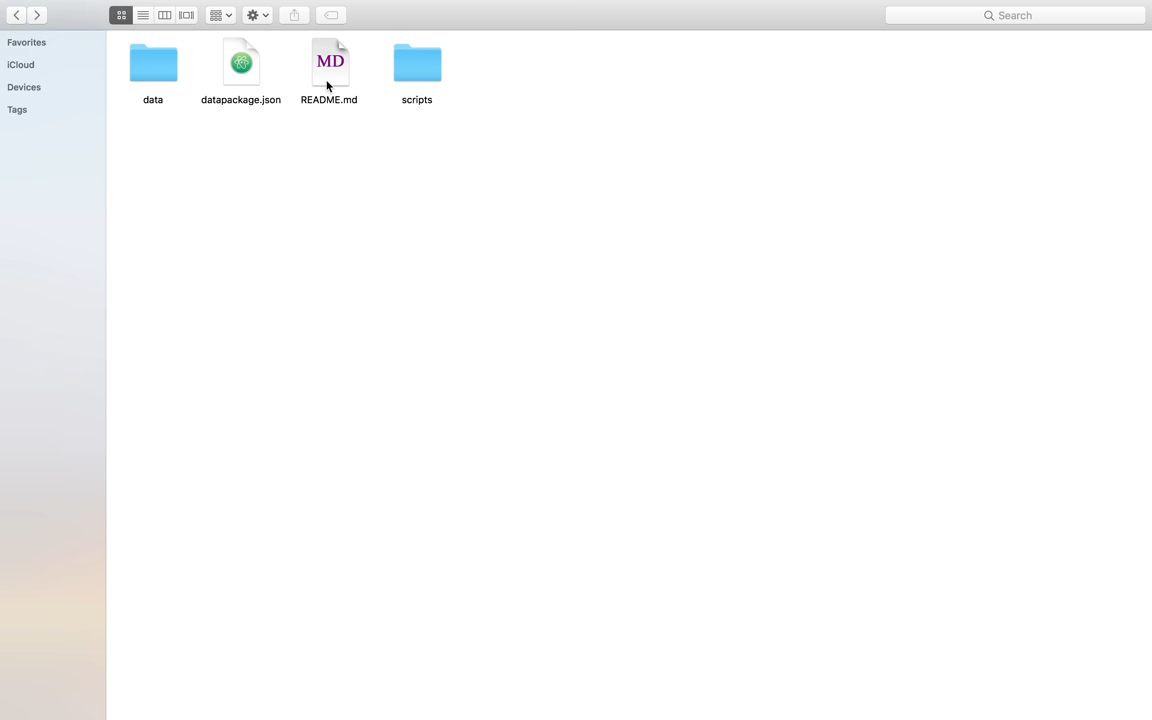 Search
Favorites
iCloud
Devices
Tags
MD
data
datapackage.json
README.md
scripts